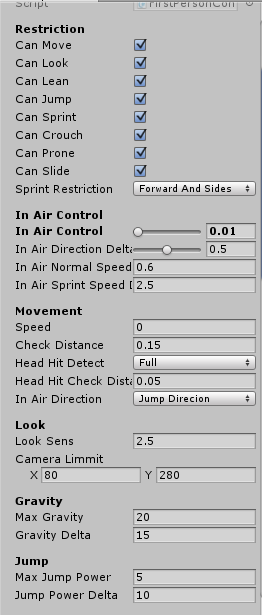 Script FirstPersonCon
Restriction
Can Move
Can Look
Can Lean
Can Jump
Can Sprint
Can Crouch
Can Prone
Can Slide
Sprint Restriction Forward And Sides
In Air Control
In Air Control 0.01
In Air Direction Delta 0.5
In Air Normal Speed 0.6
In Air Sprint Speed D 2.5
Movement
Speed 0
Check Distance 0.15
Head Hit Detect Full
Head Hit Check Dista 0.05
In Air Direction Jump Direcion
Look
Look Sens 2.5
Camera Limmit
X 80 Y 280
Gravity
Max Gravity 20
Gravity Delta 15
Jump
Max Jump Power 5
Jump Power Delta 10